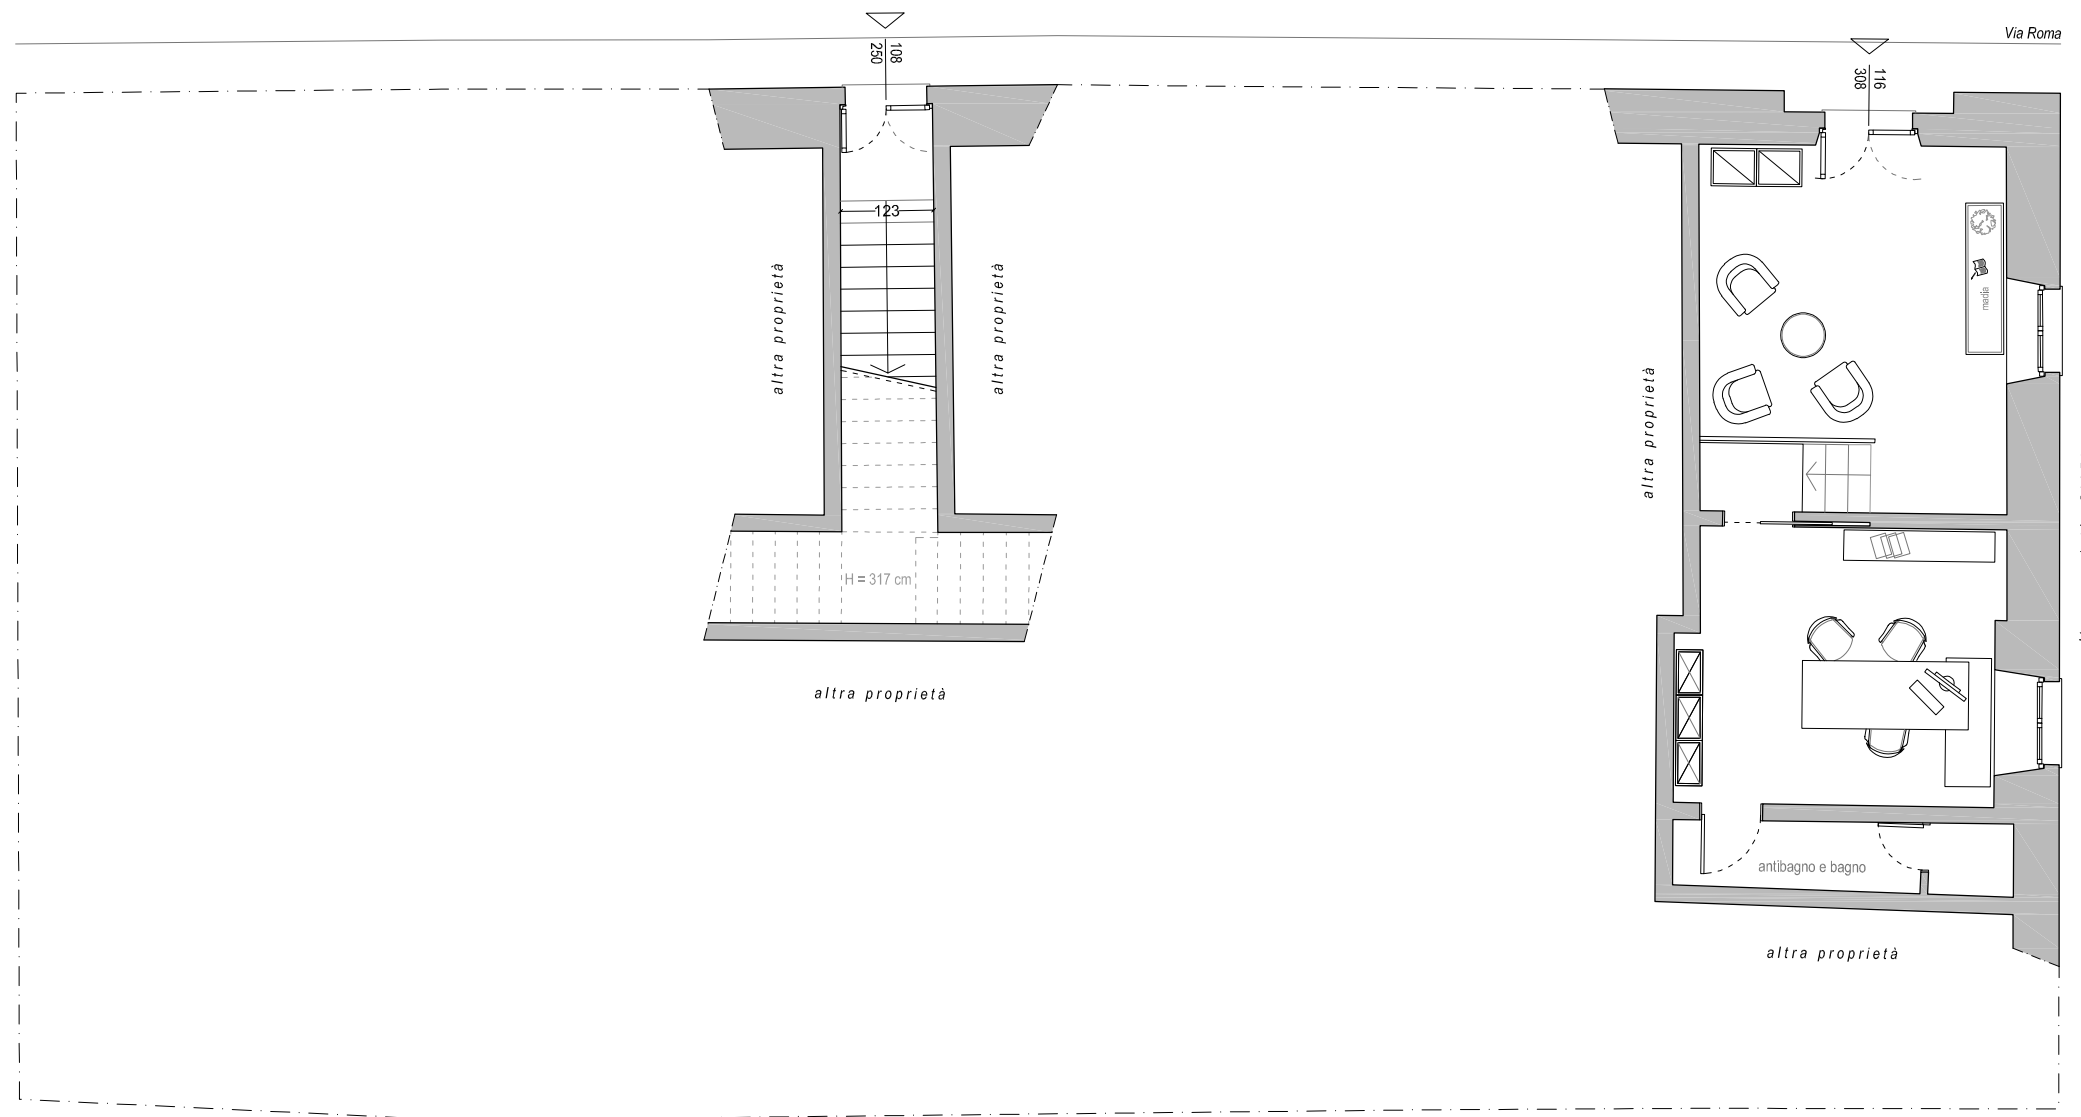 Via Roma
108
250
116
308
123
altra proprietà
altra proprietà
madia
altra proprietà
H = 317 cm
altra proprietà
antibagno e bagno
altra proprietà